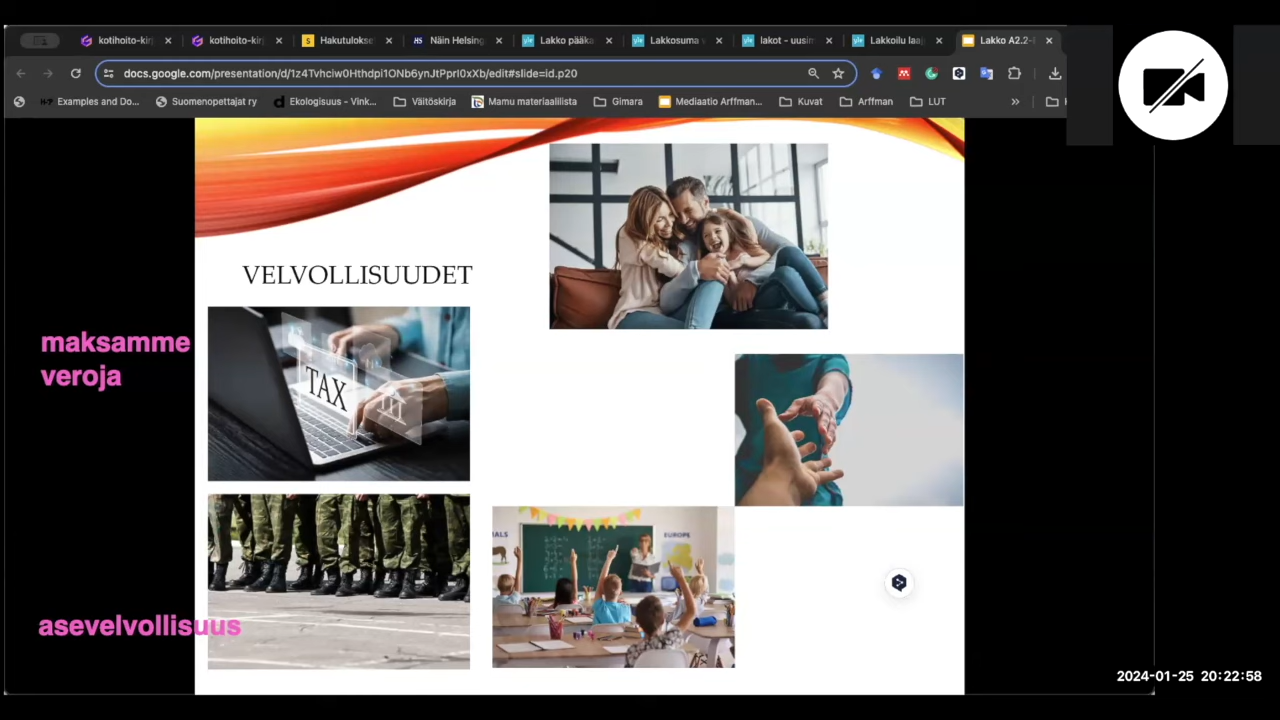 kotihoito-kirj
kotihoito-kirj
Hakutulokse
Näin Helsing
Lakko pääka
Lakkosuma v
lakot - uusim
Lakkoilu laaj
Lakko A2.2-
docs.google.com/presentation/d/1z4Tvhciw0Hthdpi1ONb6ynJtPprI0xXb/edit#slide=id.p20
Examples and Do...
Suomenopettajat ry
Ekologisuus - Vink...
Väitöskirja
Mamu materiaalilista
Gimara
Mediaatio Arffman...
Kuvat
Arffman
LUT
VELVOLLISUUDET
maksamme
veroja
TAX
EUROPE
asevelvollisuus
2024-01-25 20:22:58